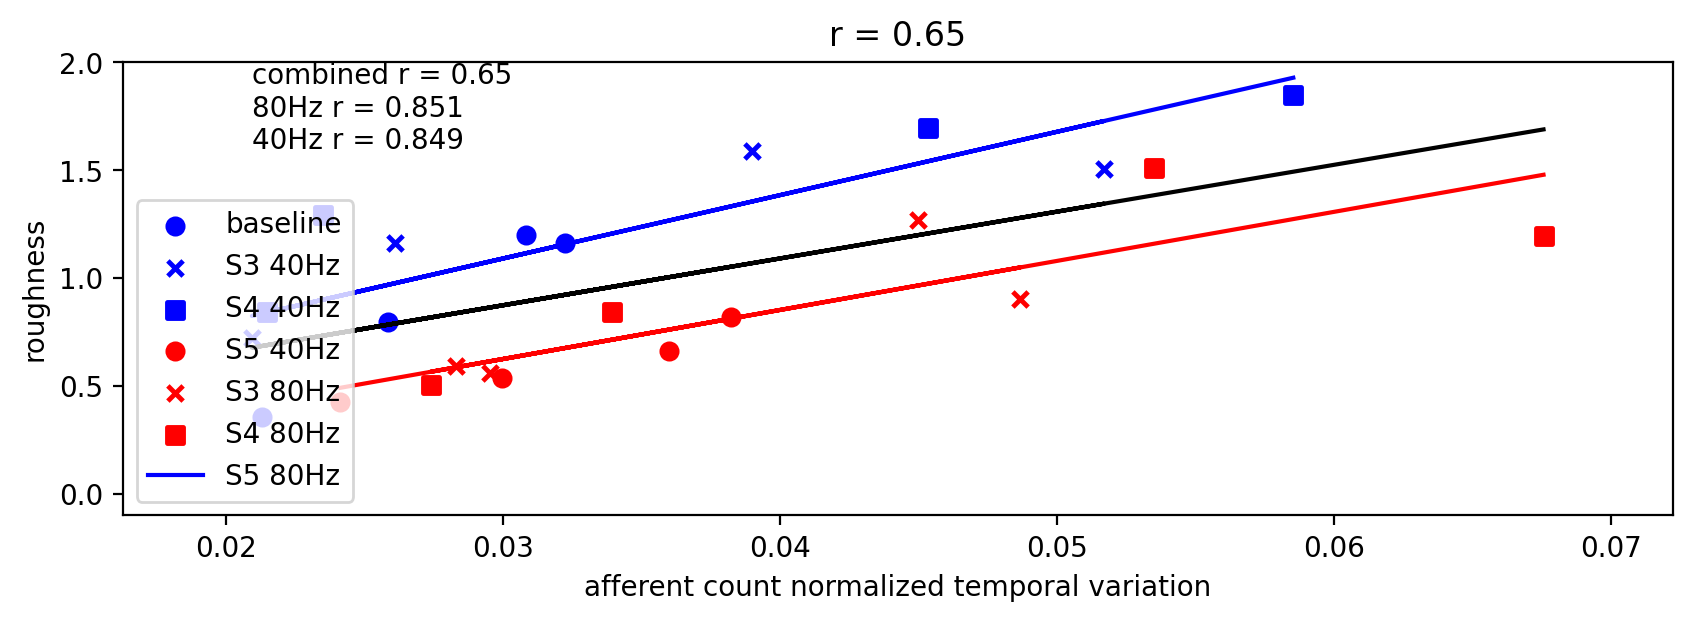 r = 0.65
combined r = 0.65
80Hz r = 0.851
40Hz r = 0.849
baseline
S3 40Hz
S4 40Hz
S5 40Hz
S3 80Hz
S4 80Hz
S5 80Hz
roughness
2.0
1.5
1.0
0.5
0.0
0.02 0.03 0.04 0.05 0.06 0.07
afferent count normalized temporal variation